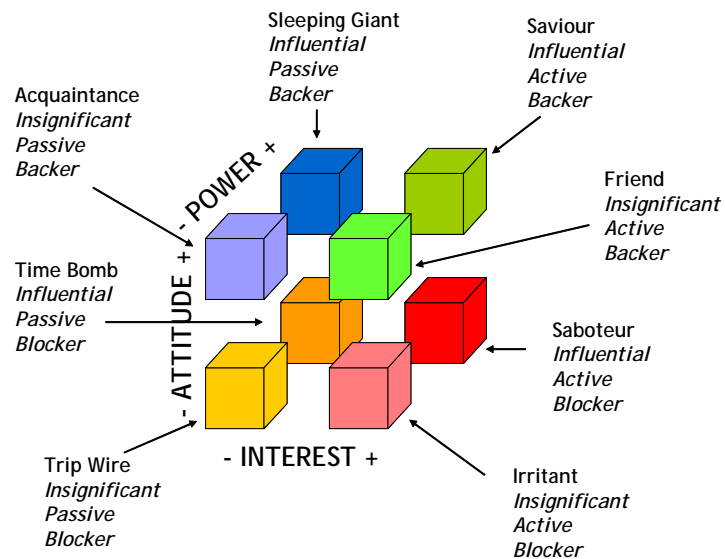 Sleeping Giant
Influential
Passive
Backer
Saviour
Influential
Active
Backer
Acquaintance
Insignificant
Passive
Backer
- POWER +
Friend
Insignificant
Active
Backer
Time Bomb
Influential
Passive
Blocker
- ATTITUDE +
Saboteur
Influential
Active
Blocker
- INTEREST +
Trip Wire
Insignificant
Passive
Blocker
Irritant
Insignificant
Active
Blocker